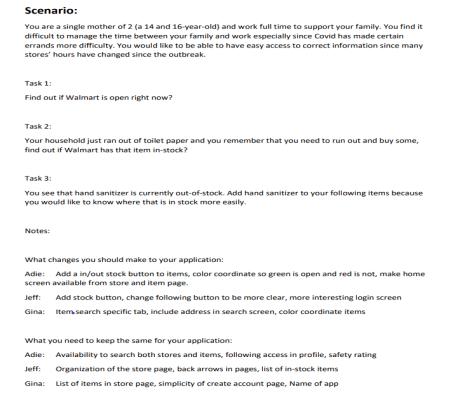 Scenario:
You are a single mother of 2 (a 14 and 16-year-old) and work full time to support your family. You find it
difficult to manage the time between your family and work especially since Covid has made certain
errands more difficulty. You would like to be able to have easy access to correct information since many
stores' hours have changed since the outbreak.
Task 1:
Find out if Walmart is open right now?
Task 2:
Your household just ran out of toilet paper and you remember that you need to run out and buy some,
find out if Walmart has that item in-stock?
Task 3:
You see that hand sanitizer is currently out-of-stock. Add hand sanitizer to your following items because
you would like to know where that is in stock more easily.
Notes:
What changes you should make to your application:
Adie: Add a in/out stock button to items, color coordinate so green is open and red is not, make home
screen available from store and item page.
Jeff: Add stock button, change following button to be more clear, more interesting login screen
Gina: Item search specific tab, include address in search screen, color coordinate items
What you need to keep the same for your application:
Adie: Availability to search both stores and items, following access in profile, safety rating
Jeff: Organization of the store page, back arrows in pages, list of in-stock items
Gina: List of items in store page, simplicity of create account page, Name of app